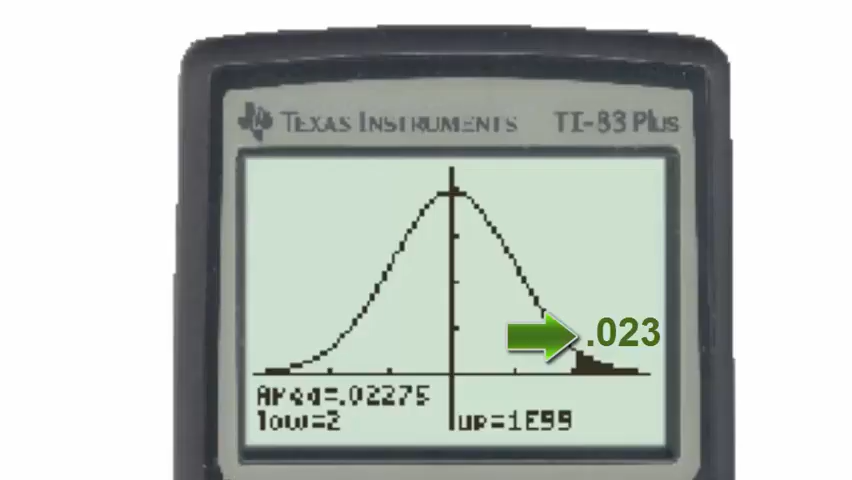 TEXAS INSTRUMENTS TI-83 Plus
.023
Area=.02275
low=2 up=1E99